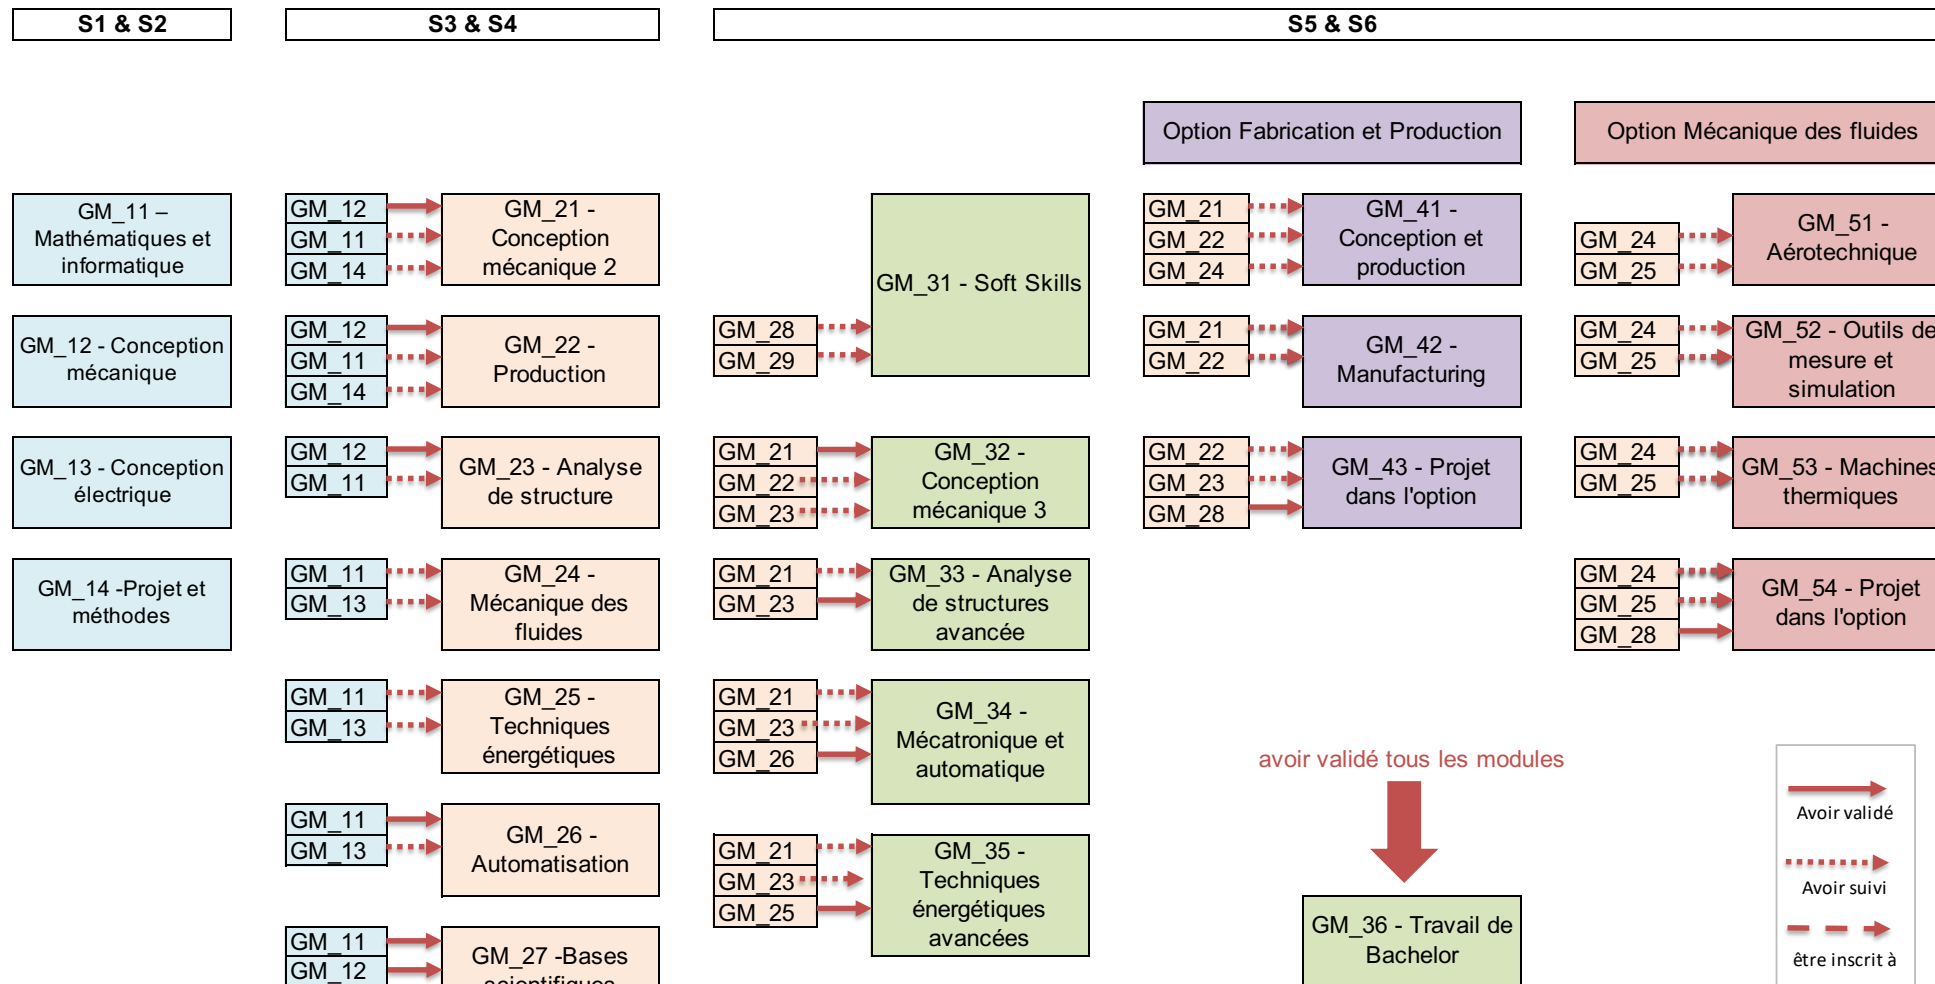 S1 & S2
S3 & S4
S5 & S6
Option Fabrication et Production
Option Mécanique des fluides
GM_11 –
Mathématiques et
informatique
GM_12 - Conception
mécanique
GM_13 - Conception
électrique
GM_14 -Projet et
méthodes
GM_12
GM_11
GM_14
GM_21 -
Conception
mécanique 2
GM_12
GM_11
GM_14
GM_22 -
Production
GM_12
GM_11
GM_23 - Analyse
de structure
GM_11
GM_13
GM_24 -
Mécanique des
fluides
GM_11
GM_13
GM_25 -
Techniques
énergétiques
GM_11
GM_13
GM_26 -
Automatisation
GM_11
GM_12
GM_27 -Bases
scientifiques
GM_28
GM_29
GM_31 - Soft Skills
GM_21
GM_22
GM_23
GM_32 -
Conception
mécanique 3
GM_21
GM_23
GM_33 - Analyse
de structures
avancée
GM_21
GM_23
GM_26
GM_34 -
Mécatronique et
automatique
GM_21
GM_23
GM_25
GM_35 -
Techniques
énergétiques
avancées
GM_21
GM_22
GM_24
GM_41 -
Conception et
production
GM_21
GM_22
GM_42 -
Manufacturing
GM_22
GM_23
GM_28
GM_43 - Projet
dans l'option
avoir validé tous les modules
GM_36 - Travail de
Bachelor
GM_24
GM_25
GM_51 -
Aérotechnique
GM_24
GM_25
GM_52 - Outils de
mesure et
simulation
GM_24
GM_25
GM_53 - Machines
thermiques
GM_24
GM_25
GM_28
GM_54 - Projet
dans l'option
Avoir validé
Avoir suivi
être inscrit à